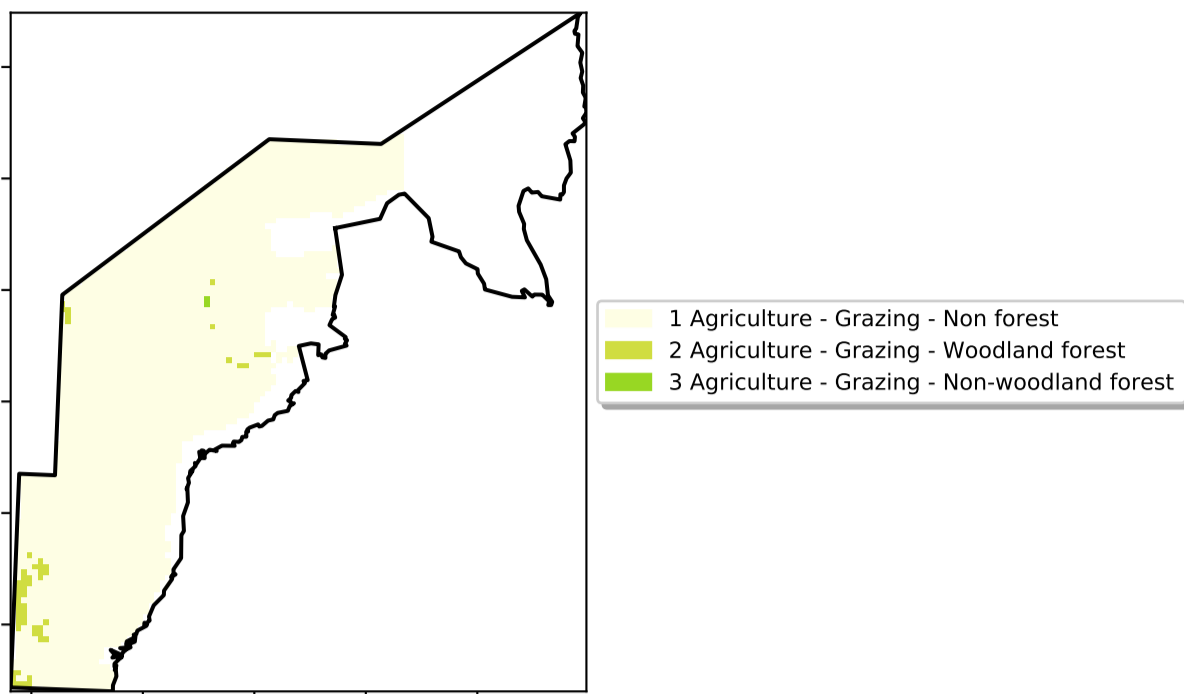 1 Agriculture - Grazing - Non forest
2 Agriculture - Grazing - Woodland forest
3 Agriculture - Grazing - Non-woodland forest